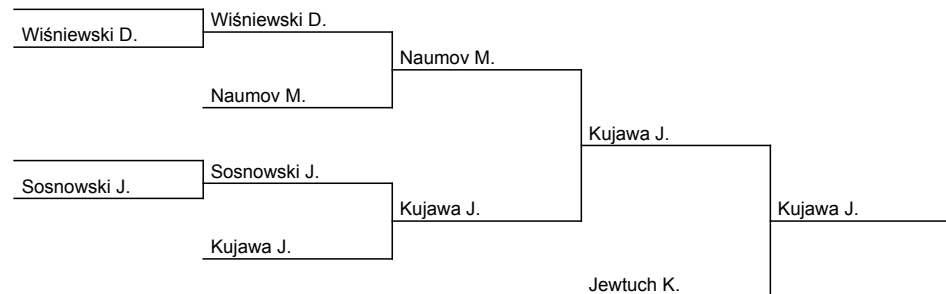 Wiśniewski D.
Wiśniewski D.
Naumov M.
Naumov M.
Kujawa J.
Sosnowski J.
Sosnowski J.
Kujawa J.
Kujawa J.
Kujawa J.
Jewtuch K.